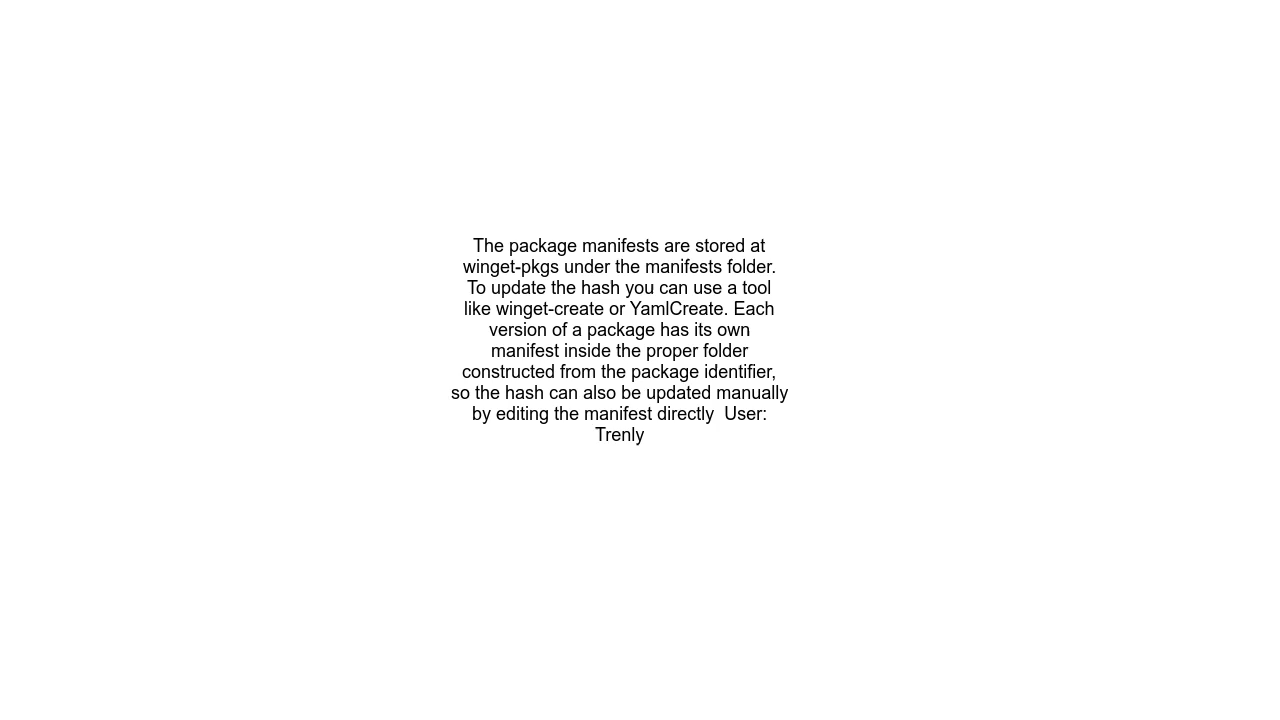 The package manifests are stored at
winget-pkgs under the manifests folder.
To update the hash you can use a tool
like winget-create or YamlCreate. Each
version of a package has its own
manifest inside the proper folder
constructed from the package identifier,
so the hash can also be updated manually
by editing the manifest directly  User:
Trenly